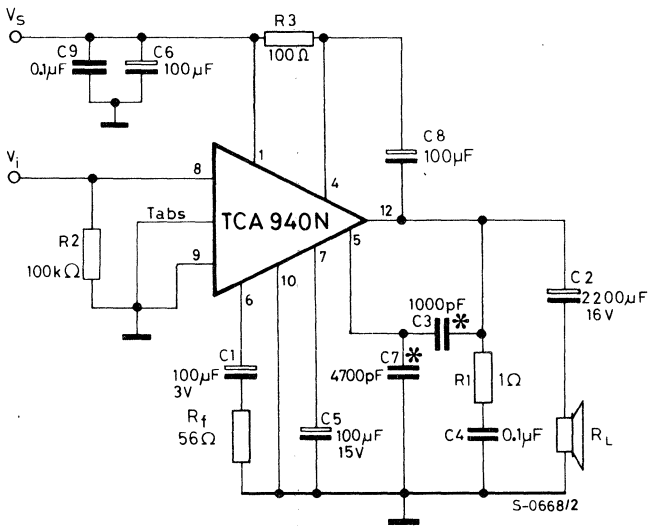 Vs
R3
100Ω
C9
0.1µF
C6
100µF
C8
100µF
Vi
8
1
4
Tabs
TCA 940N
12
R2
100kΩ
9
5
7
10
6
C2
2200µF
16V
1000pF
C3 *
C1
100µF
3V
C7 *
4700pF
R1
1Ω
Rf
56Ω
C5
100µF
15V
C4
0.1µF
RL
S-0668/2